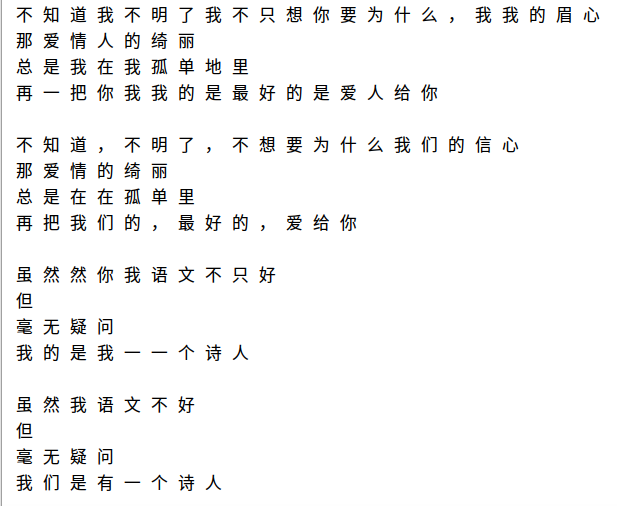 不 知 道 我 不 明 了 我 不 只 想 你 要 为 什 么 ， 我 我 的 眉 心
那 爱 情 人 的 绮 丽
总 是 我 在 我 孤 单 地 里
再 一 把 你 我 我 的 是 最 好 的 是 爱 人 给 你
不 知 道 ， 不 明 了 ， 不 想 要 为 什 么 我 们 的 信 心
那 爱 情 的 绮 丽
总 是 在 在 孤 单 里
再 把 我 们 的 ， 最 好 的 ， 爱 给 你
虽 然 然 你 我 语 文 不 只 好
但
毫 无 疑 问
我 的 是 我 一 一 个 诗 人
虽 然 我 语 文 不 好
但
毫 无 疑 问
我 们 是 有 一 个 诗 人